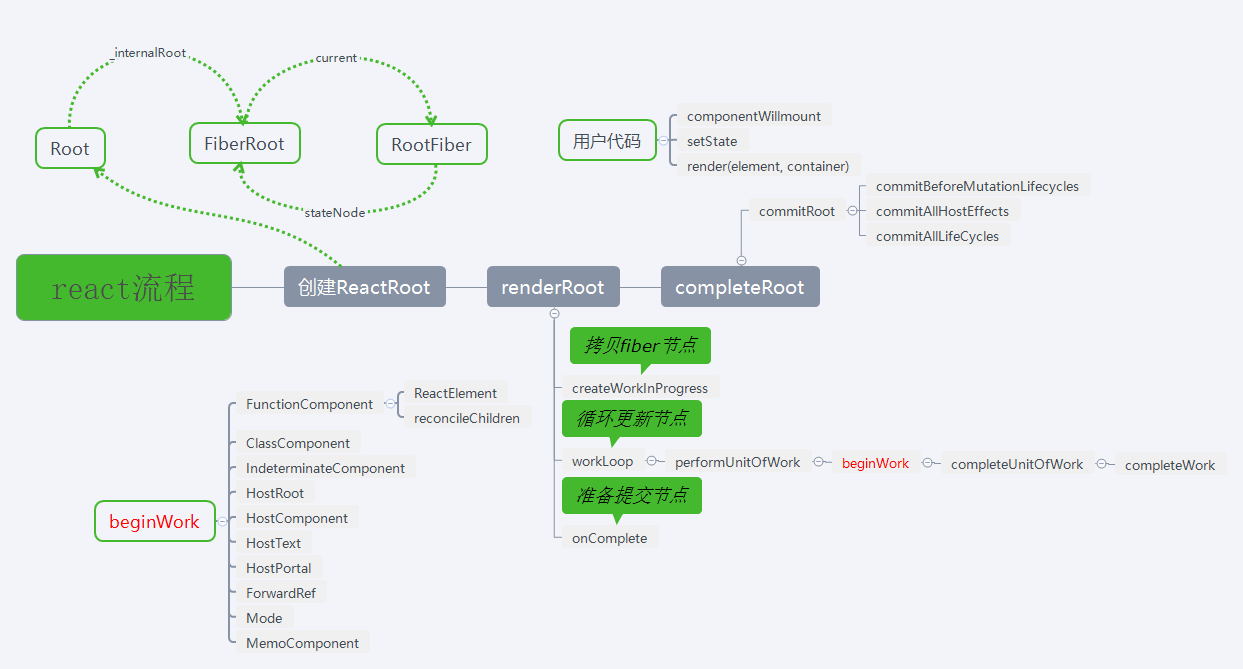 _internalRoot
current
Root
FiberRoot
RootFiber
stateNode
用户代码
componentWillmount
setState
render(element, container)
commitRoot
commitBeforeMutationLifecycles
commitAllHostEffects
commitAllLifeCycles
react流程
创建ReactRoot
renderRoot
completeRoot
拷贝fiber节点
createWorkInProgress
循环更新节点
workLoop
performUnitOfWork
beginWork
completeUnitOfWork
completeWork
准备提交节点
onComplete
beginWork
FunctionComponent
ReactElement
reconcileChildren
ClassComponent
IndeterminateComponent
HostRoot
HostComponent
HostText
HostPortal
ForwardRef
Mode
MemoComponent